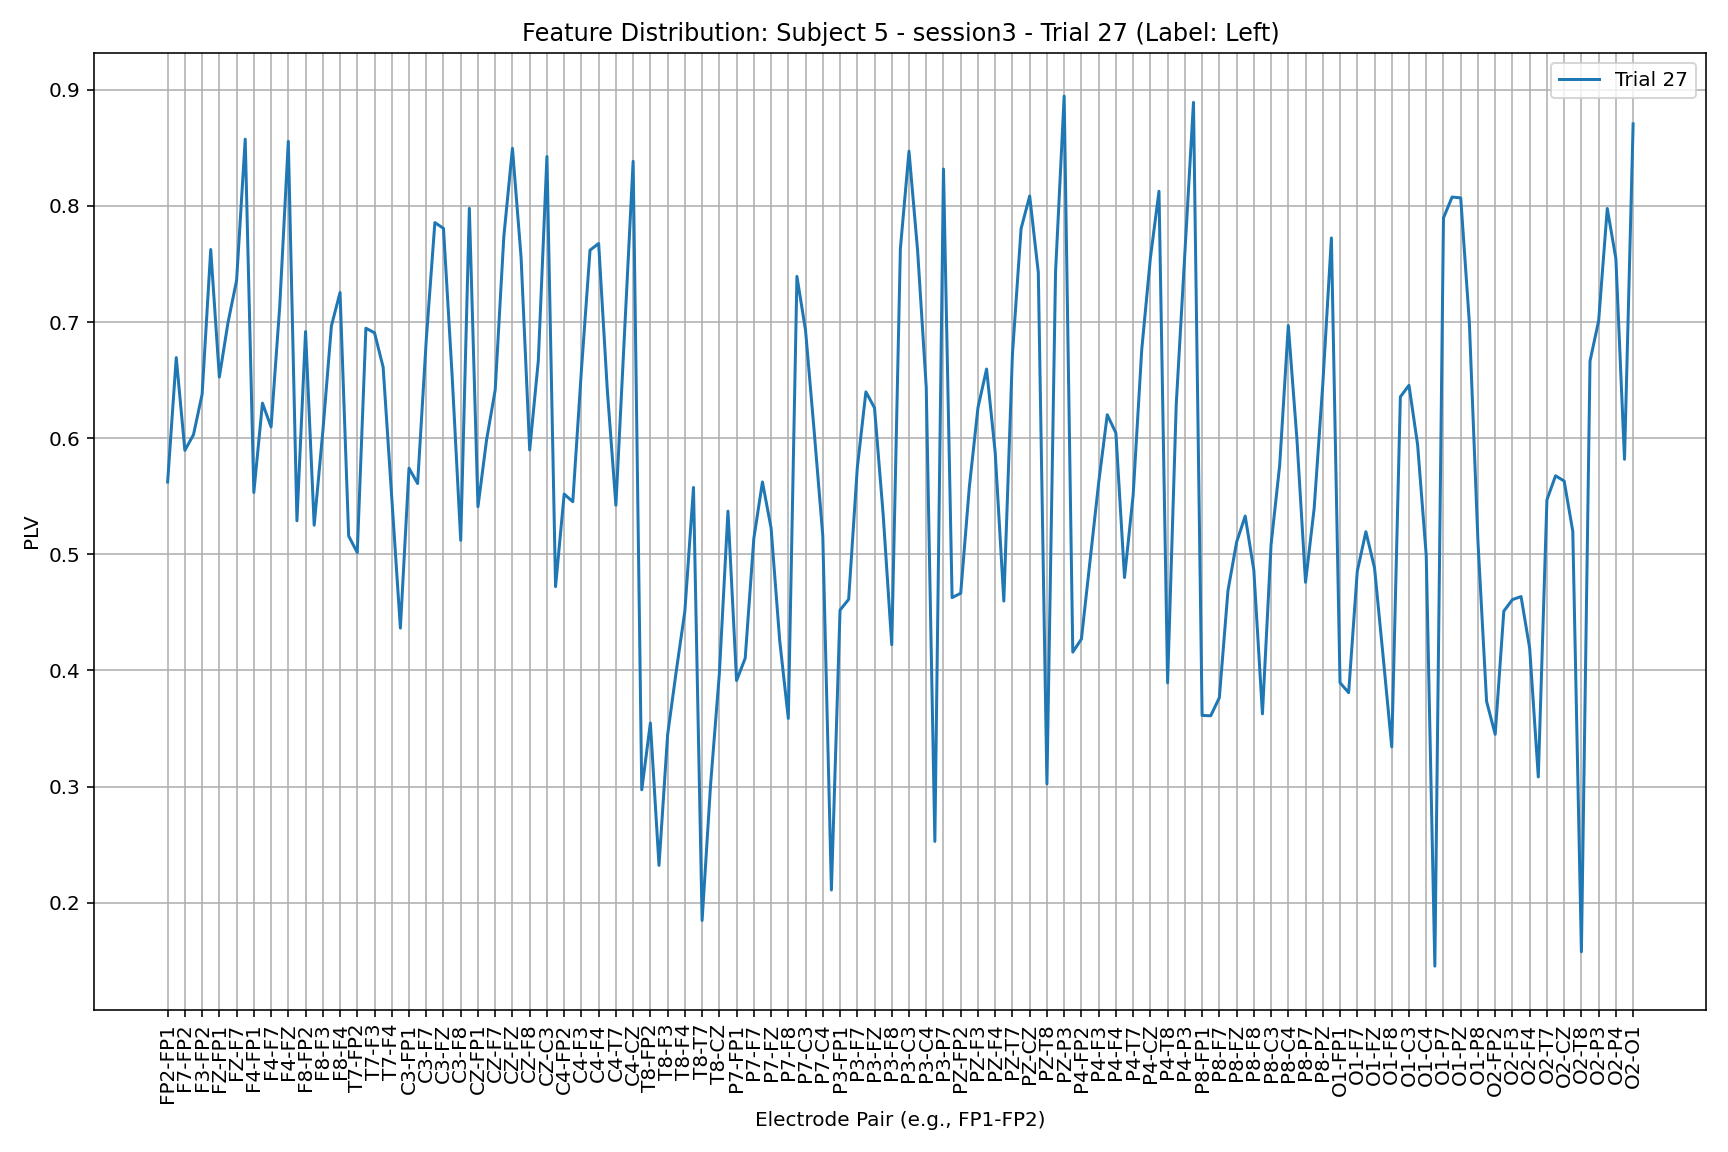 Feature Distribution: Subject 5 - session3 - Trial 27 (Label: Left)
Trial 27
0.9
0.8
0.7
0.6
0.5
0.4
0.3
0.2
PLV
FP2-FP1
F7-FP2
F3-FP2
FZ-FP1
FZ-F7
F4-FP1
F4-F7
F4-FZ
F8-FP2
F8-F3
F8-F4
T7-FP2
T7-F3
T7-F4
C3-FP1
C3-F7
C3-FZ
C3-F8
CZ-FP1
CZ-F7
CZ-FZ
CZ-F8
CZ-C3
C4-FP2
C4-F3
C4-F4
C4-T7
C4-CZ
T8-FP2
T8-F3
T8-F4
T8-T7
T8-CZ
P7-FP1
P7-F7
P7-FZ
P7-F8
P7-C3
P7-C4
P3-FP1
P3-F7
P3-FZ
P3-F8
P3-C3
P3-C4
P3-P7
PZ-FP2
PZ-F3
PZ-F4
PZ-T7
PZ-CZ
PZ-T8
PZ-P3
P4-FP2
P4-F3
P4-F4
P4-T7
P4-CZ
P4-T8
P4-P3
P8-FP1
P8-F7
P8-FZ
P8-F8
P8-C3
P8-C4
P8-P7
P8-PZ
O1-FP1
O1-F7
O1-FZ
O1-F8
O1-C3
O1-C4
O1-P7
O1-PZ
O1-P8
O2-FP2
O2-F3
O2-F4
O2-T7
O2-CZ
O2-T8
O2-P3
O2-P4
O2-O1
Electrode Pair (e.g., FP1-FP2)